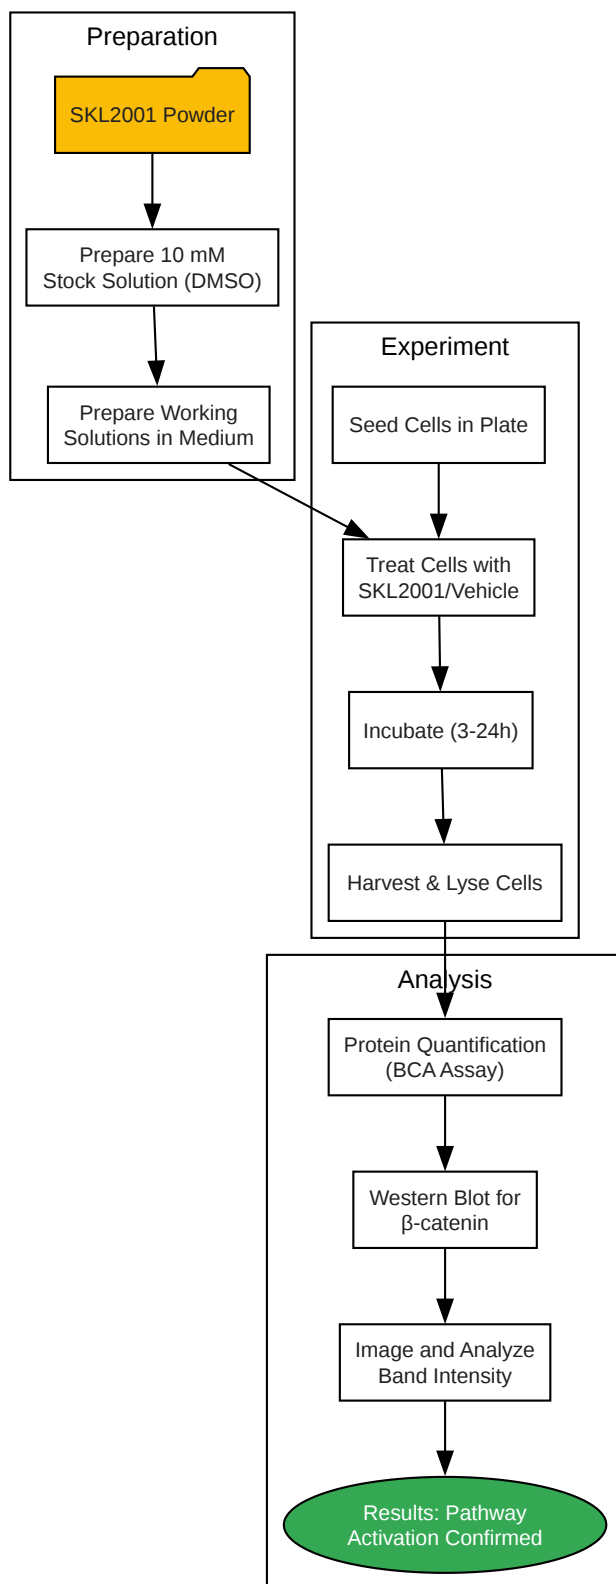 Preparation
SKL2001 Powder
Prepare 10 mM
Stock Solution (DMSO)
Prepare Working
Solutions in Medium
Experiment
Seed Cells in Plate
Treat Cells with
SKL2001/Vehicle
Incubate (3-24h)
Harvest & Lyse Cells
Analysis
Protein Quantification
(BCA Assay)
Western Blot for
β-catenin
Image and Analyze
Band Intensity
Results: Pathway
Activation Confirmed